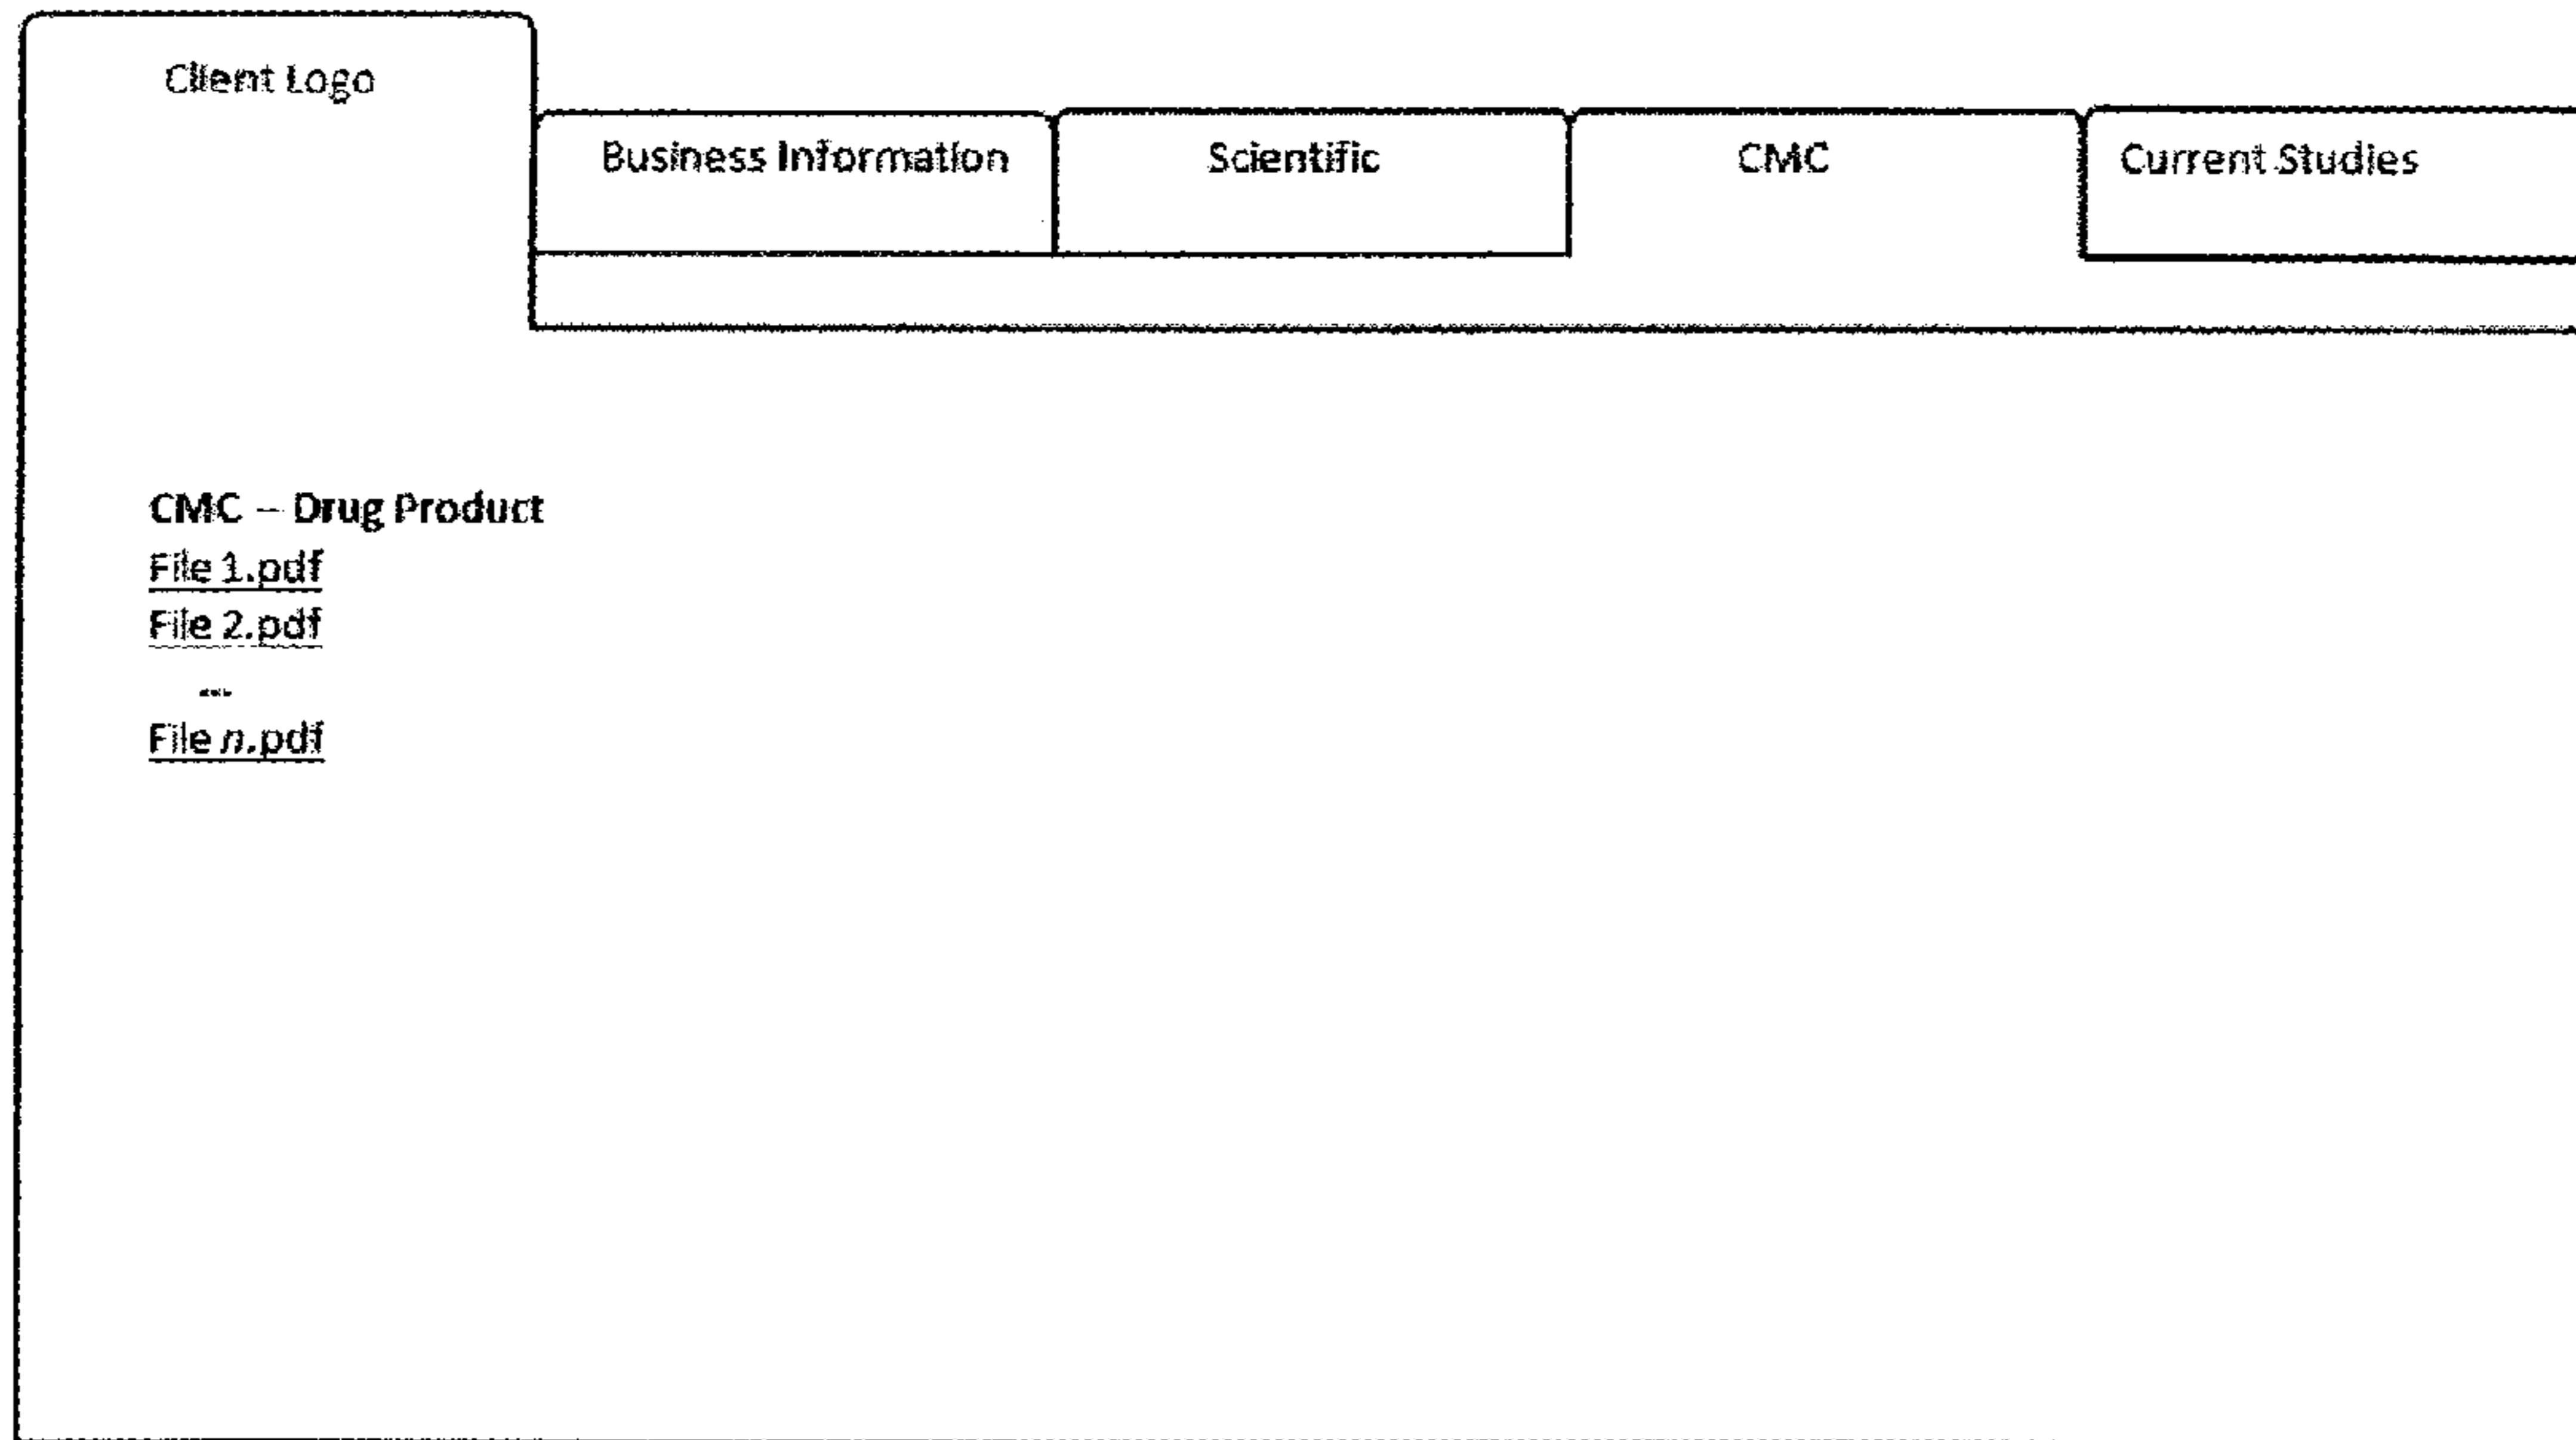 Client Logo
Business Information
Scientific
CMC
Current Studies
CMC – Drug Product
File 1.pdf
File 2.pdf
...
File n.pdf